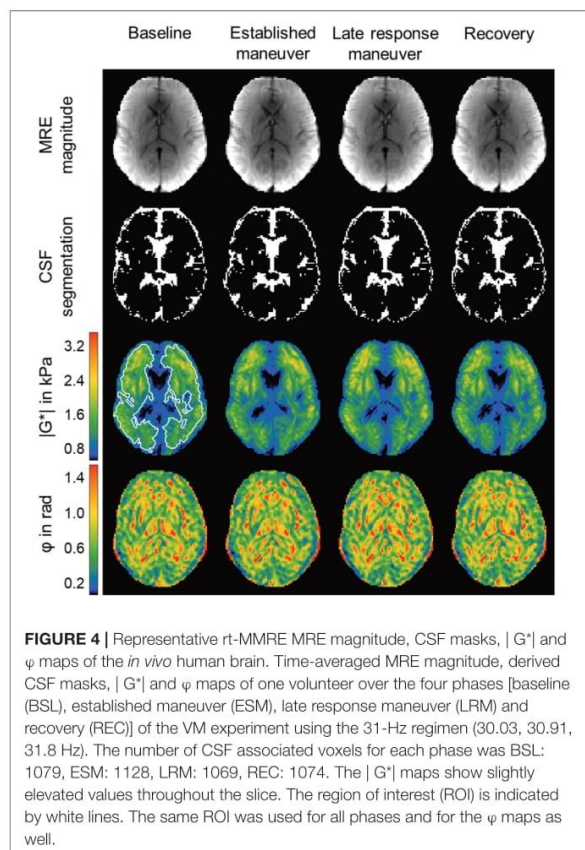 Baseline
Established
maneuver
Late response
maneuver
Recovery
MRE
magnitude
CSF
segmentation
|G*| in kPa
3.2
2.4
1.6
0.8
φ in rad
1.4
1.0
0.6
0.2
FIGURE 4 | Representative rt-MMRE MRE magnitude, CSF masks, | G*| and
φ maps of the in vivo human brain. Time-averaged MRE magnitude, derived
CSF masks, | G*| and φ maps of one volunteer over the four phases [baseline
(BSL), established maneuver (ESM), late response maneuver (LRM) and
recovery (REC)] of the VM experiment using the 31-Hz regimen (30.03, 30.91,
31.8 Hz). The number of CSF associated voxels for each phase was BSL:
1079, ESM: 1128, LRM: 1069, REC: 1074. The | G*| maps show slightly
elevated values throughout the slice. The region of interest (ROI) is indicated
by white lines. The same ROI was used for all phases and for the φ maps as
well.